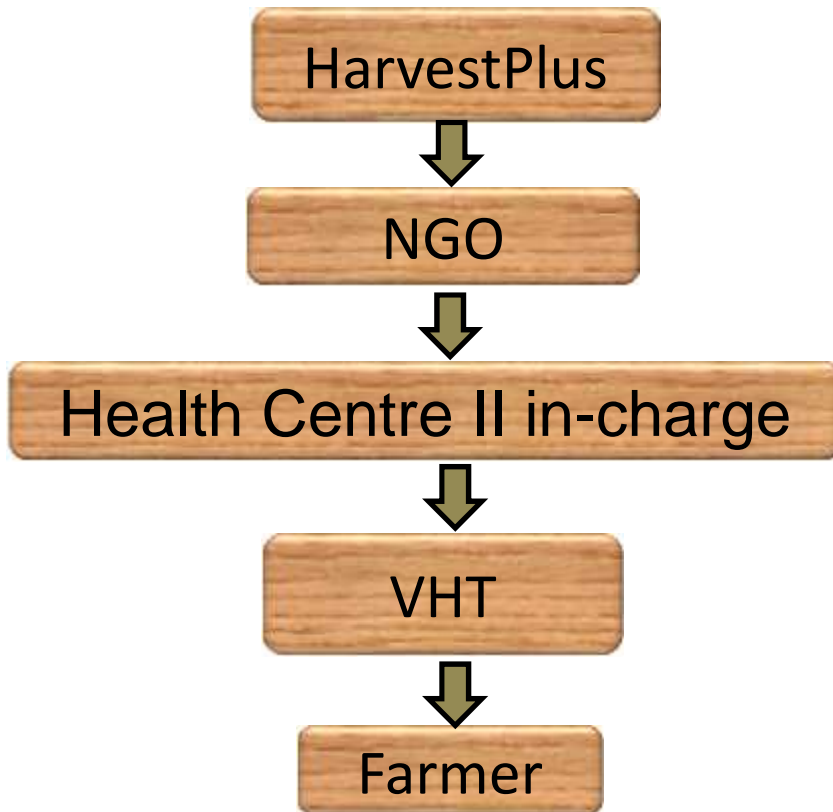 HarvestPlus
NGO
Health Centre II in-charge
VHT
Farmer